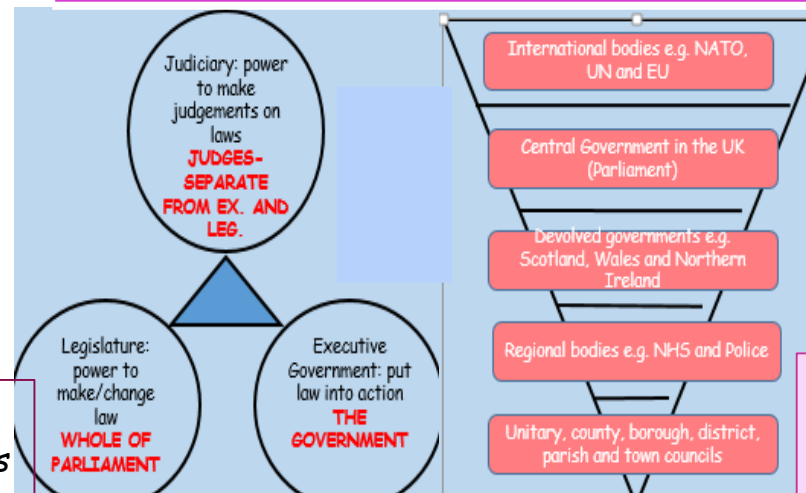 Judiciary: power
to make
judgements on
laws
JUDGES-
SEPARATE
FROM EX. AND
LEG.
Legislature:
power to
make/change
law
WHOLE OF
PARLIAMENT
Executive
Government: put
law into action
THE
GOVERNMENT
s
International bodies e.g. NATO,
UN and EU
Central Government in the UK
(Parliament)
Devolved governments e.g.
Scotland, Wales and Northern
Ireland
Regional bodies e.g. NHS and Police
Unitary, county, borough, district,
parish and town councils